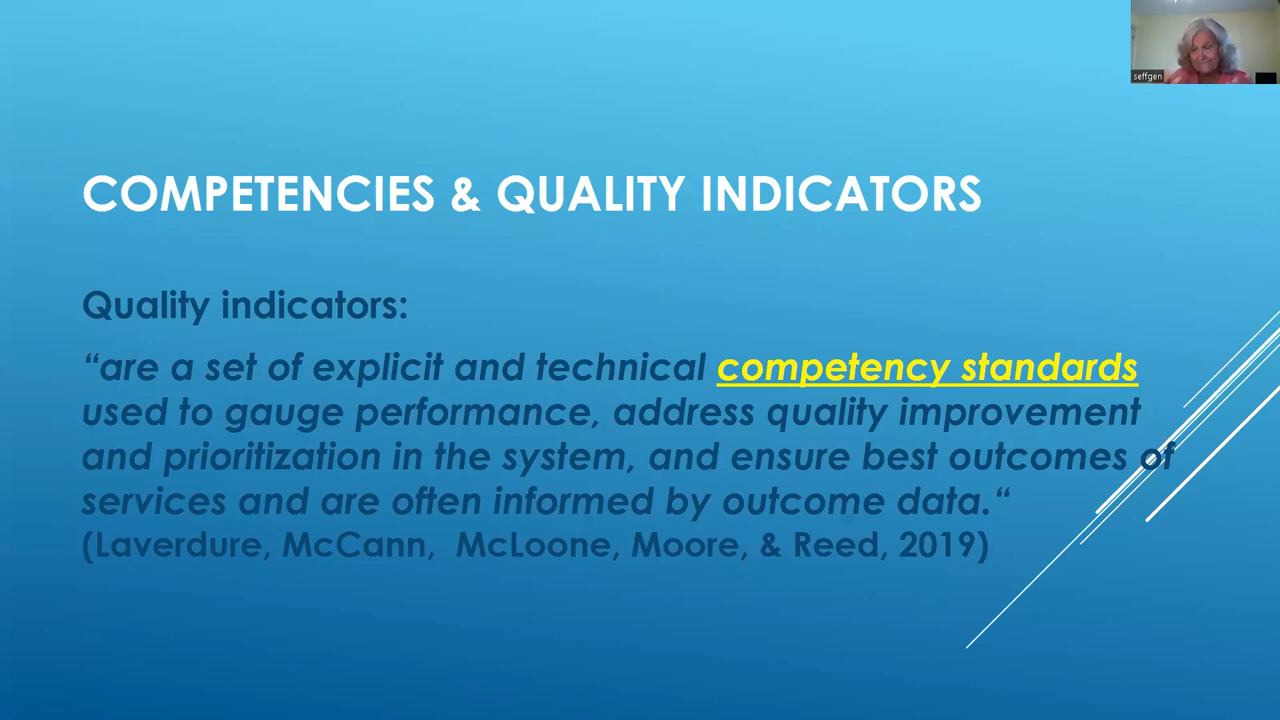 seffgen
COMPETENCIES & QUALITY INDICATORS
Quality indicators:
“are a set of explicit and technical competency standards
used to gauge performance, address quality improvement
and prioritization in the system, and ensure best outcomes of
services and are often informed by outcome data.“
(Laverdure, McCann,  McLoone, Moore, & Reed, 2019)